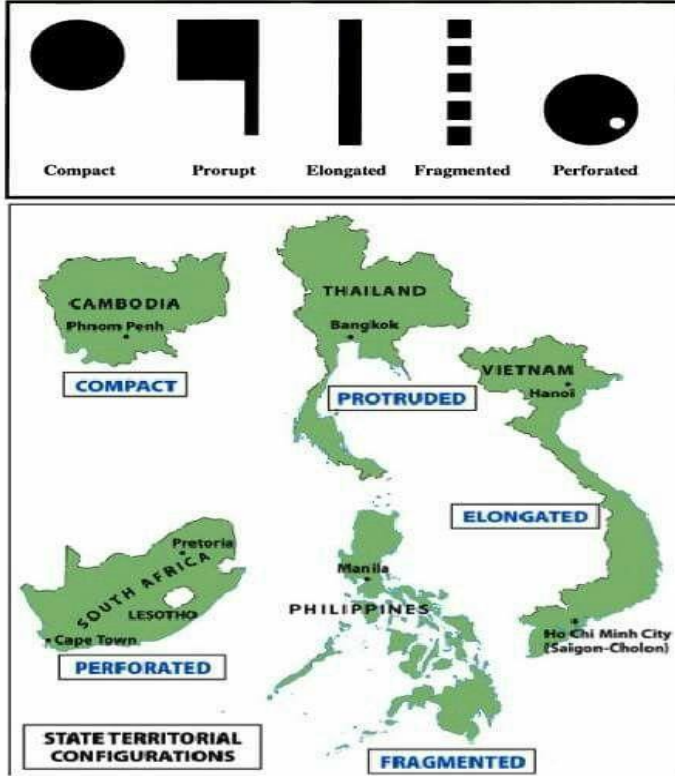 Compact Prorupt Elongated Fragmented Perforated
CAMBODIA
Phnom Penh
COMPACT
THAILAND
Bangkok
PROTRUDED
VIETNAM
Hanoi
ELONGATED
Ho Chi Minh City
(Saigon-Cholon)
Pretoria
SOUTH AFRICA
LESOTHO
Cape Town
PERFORATED
Manila
PHILIPPINES
FRAGMENTED
STATE TERRITORIAL
CONFIGURATIONS